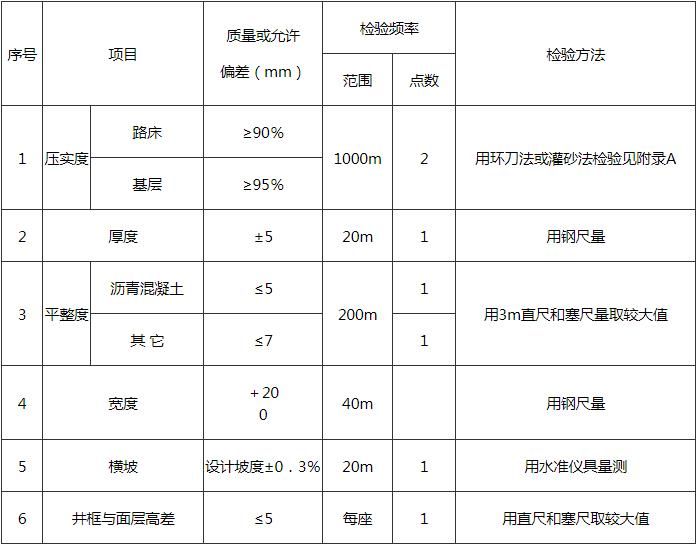 序号 项目 质量或允许 检验频率 检验方法
偏差（mm） 范围 点数
1 压实度 路床 ≥90% 1000m 2 用环刀法或灌砂法检验见附录A
基层 ≥95%
2 厚度 ±5 20m 1 用钢尺量
3 平整度 沥青混凝土 ≤5 200m 1 用3m直尺和塞尺量取较大值
其 它 ≤7 1
4 宽度 ＋20 40m 用钢尺量
0
5 横坡 设计坡度±0．3% 20m 1 用水准仪具量测
6 井框与面层高差 ≤5 每座 1 用直尺和塞尺取较大值